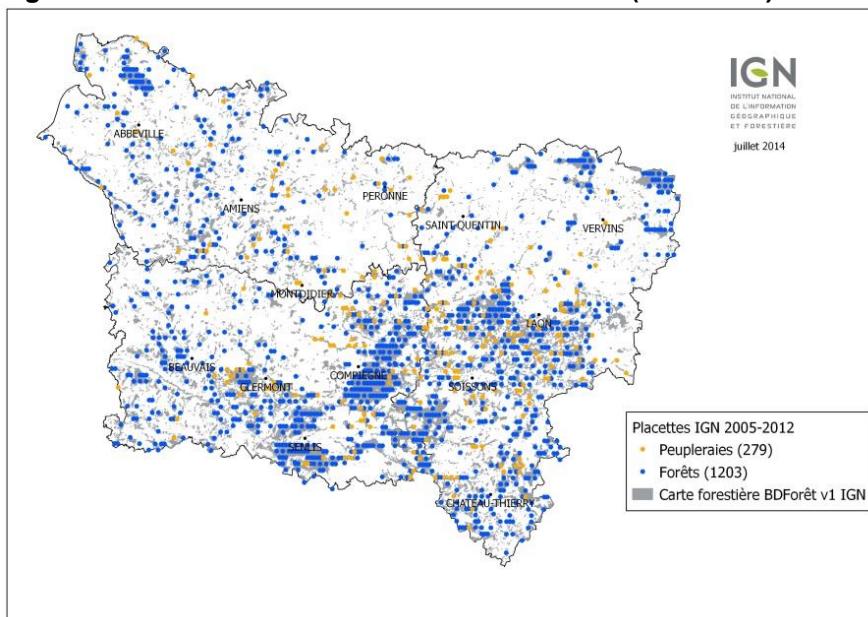 IGN
INSTITUT NATIONAL
DE L'INFORMATION
GÉOGRAPHIQUE
ET FORESTIÈRE
juillet 2014
ABBEVILLE
PERONNE
AMIENS
SAINT-QUENTIN
VERVINS
MONTDIDIER
LAON
BEAUVAIS
COMPIEGNE
CLERMONT
SOISSONS
SENLIS
CHATEAU-THIERRY
Placettes IGN 2005-2012
Peupleraies (279)
Forêts (1203)
Carte forestière BDForêt v1 IGN